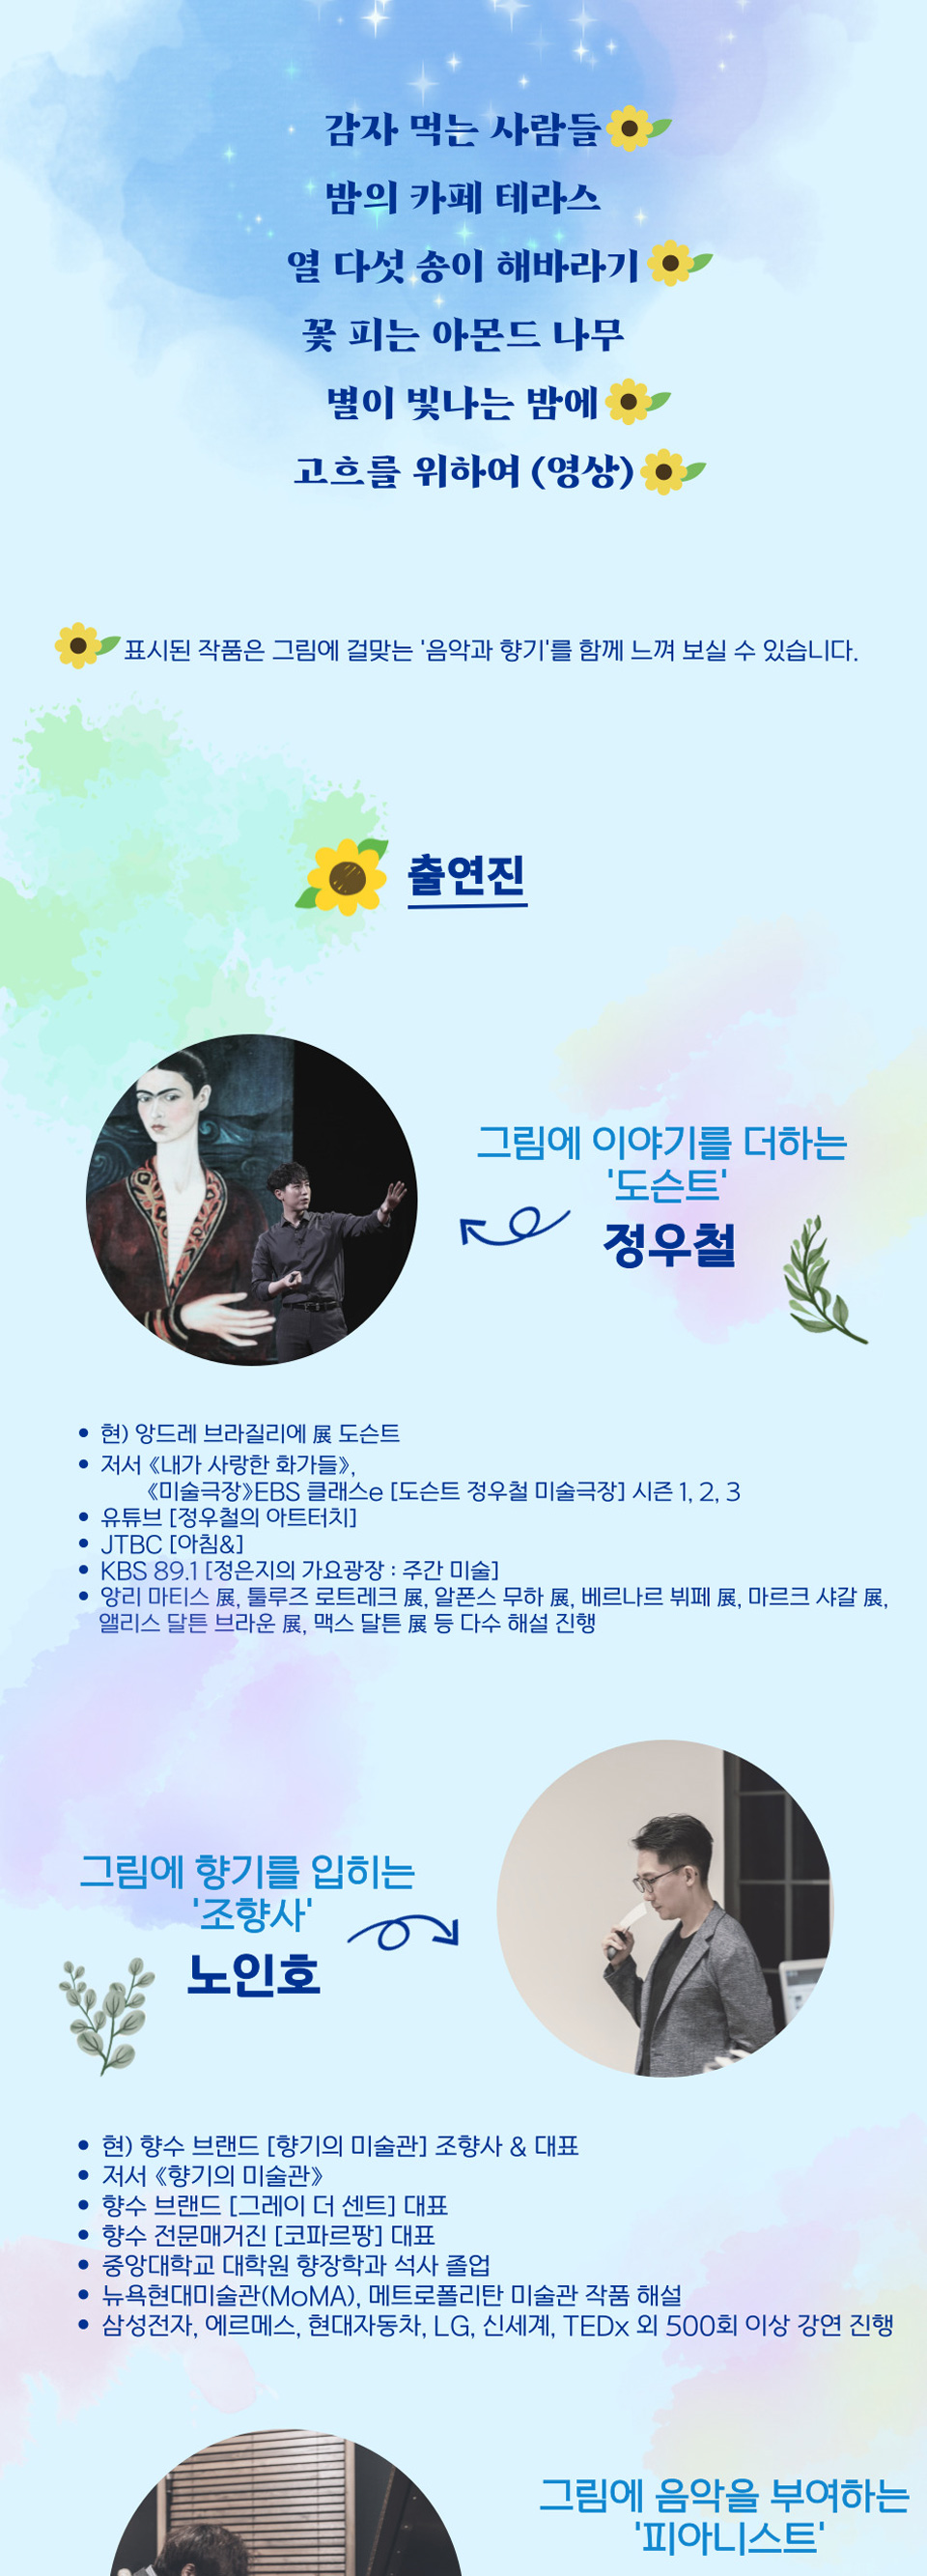 감자 먹는 사람들
밤의 카페 테라스
열 다섯 송이 해바라기
꽃 피는 아몬드 나무
별이 빛나는 밤에
고흐를 위하여 (영상)
표시된 작품은 그림에 걸맞는 '음악과 향기'를 함께 느껴 보실 수 있습니다.
출연진
그림에 이야기를 더하는
'도슨트'
정우철
• 현) 앙드레 브라질리에 展 도슨트
• 저서 《내가 사랑한 화가들》,
《미술극장》EBS 클래스e [도슨트 정우철 미술극장] 시즌 1, 2, 3
• 유튜브 [정우철의 아트터치]
• JTBC [아침&]
• KBS 89.1 [정은지의 가요광장 : 주간 미술]
• 앙리 마티스 展, 툴루즈 로트레크 展, 알폰스 무하 展, 베르나르 뷔페 展, 마르크 샤갈 展,
앨리스 달튼 브라운 展, 맥스 달튼 展 등 다수 해설 진행
그림에 향기를 입히는
'조향사'
노인호
• 현) 향수 브랜드 [향기의 미술관] 조향사 & 대표
• 저서 《향기의 미술관》
• 향수 브랜드 [그레이 더 센트] 대표
• 향수 전문매거진 [코파르팡] 대표
• 중앙대학교 대학원 향장학과 석사 졸업
• 뉴욕현대미술관(MoMA), 메트로폴리탄 미술관 작품 해설
• 삼성전자, 에르메스, 현대자동차, LG, 신세계, TEDx 외 500회 이상 강연 진행
그림에 음악을 부여하는
'피아니스트'